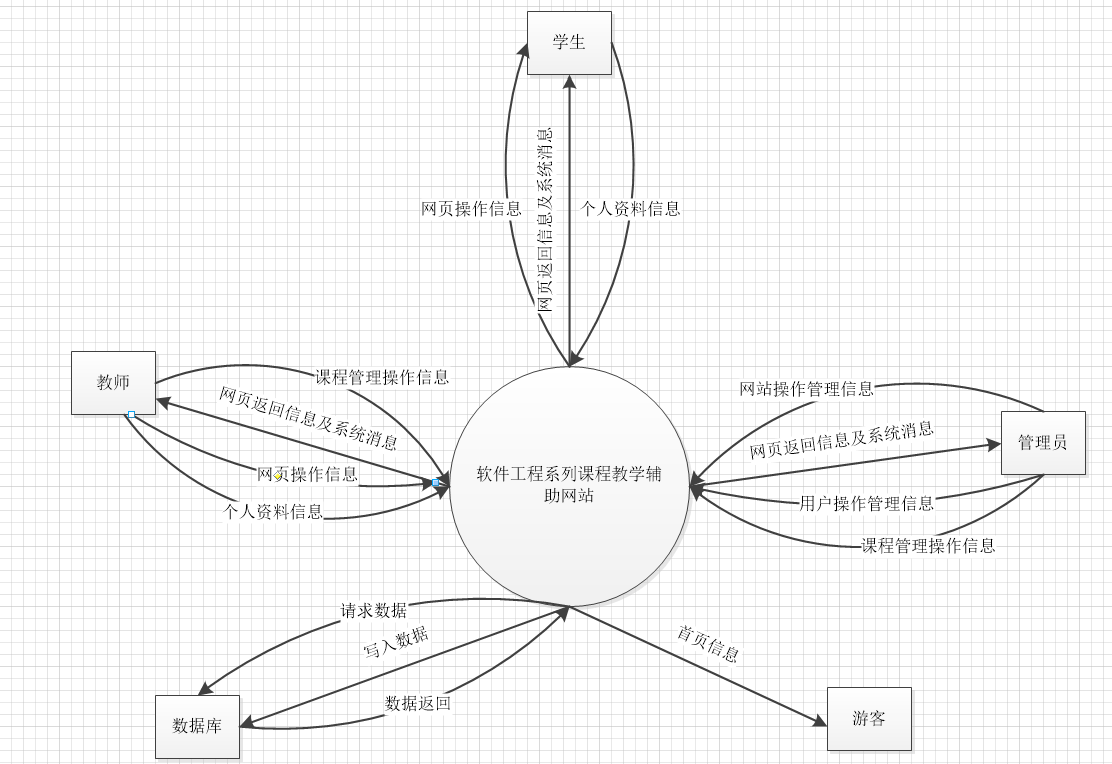 学生
网页操作信息
网页返回信息及系统消息
个人资料信息
教师
课程管理操作信息
网页返回信息及系统消息
网页操作信息
个人资料信息
软件工程系列课程教学辅
助网站
网站操作管理信息
网页返回信息及系统消息
管理员
用户操作管理信息
课程管理操作信息
请求数据
写入数据
数据返回
数据库
首页信息
游客